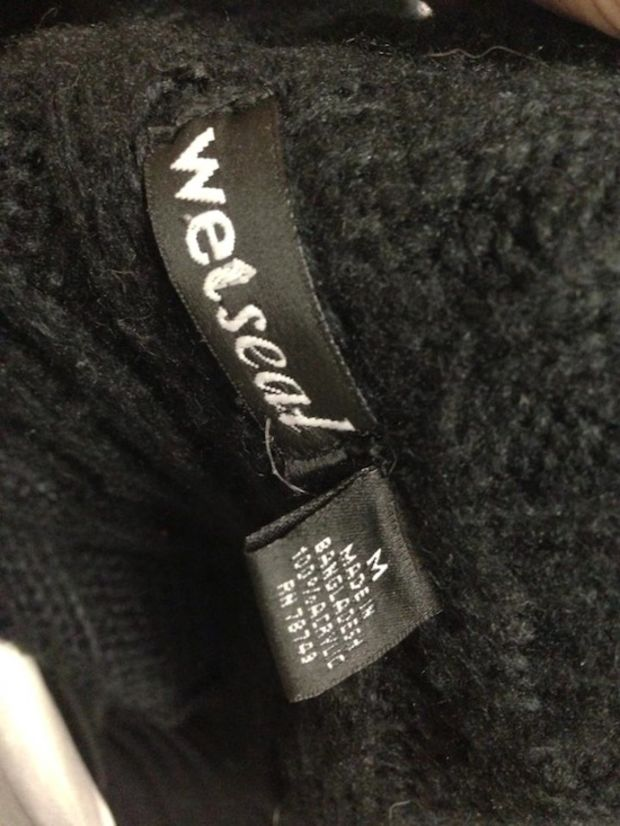 wetseal
M
MADE IN
BANGLADESH
100% ACRYLIC
RN 78749